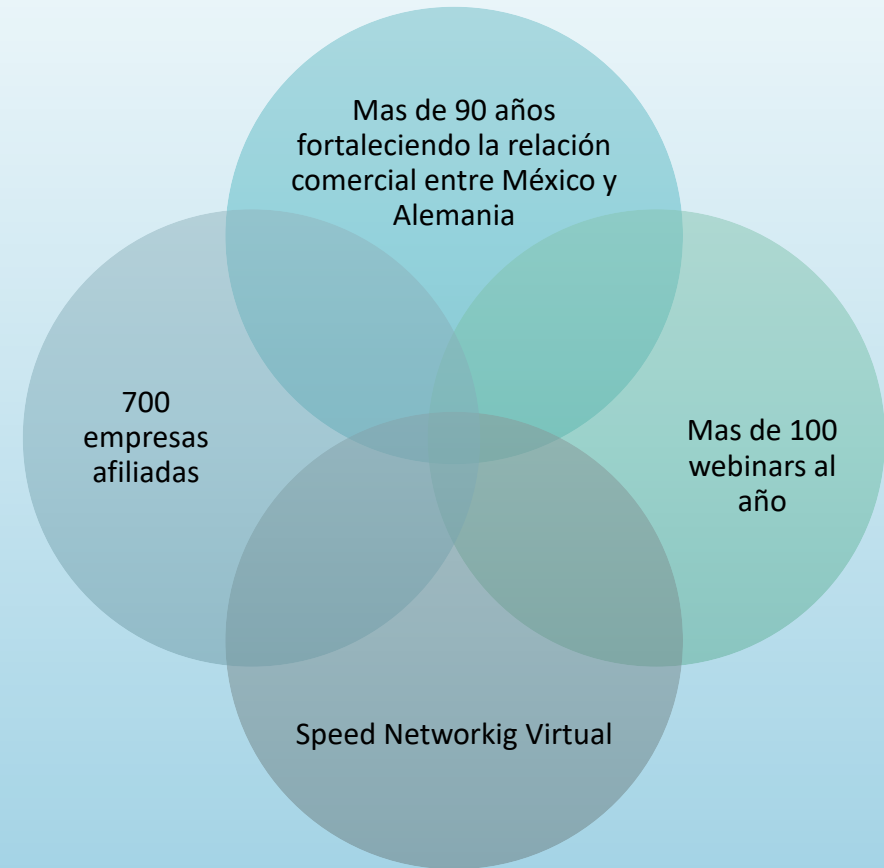 Mas de 90 años
fortaleciendo la relación
comercial entre México y
Alemania
700
empresas
afiliadas
Mas de 100
webinars al
año
Speed Networkig Virtual